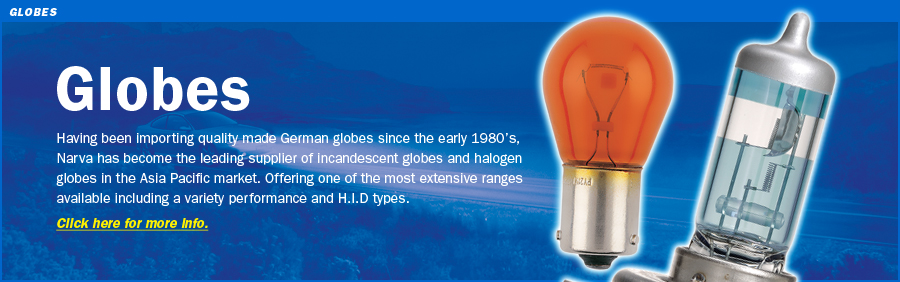 GLOBES
Globes
Having been importing quality made German globes since the early 1980's,
Narva has become the leading supplier of incandescent globes and halogen
globes in the Asia Pacific market. Offering one of the most extensive ranges
available including a variety performance and H.I.D types.
Click here for more info.